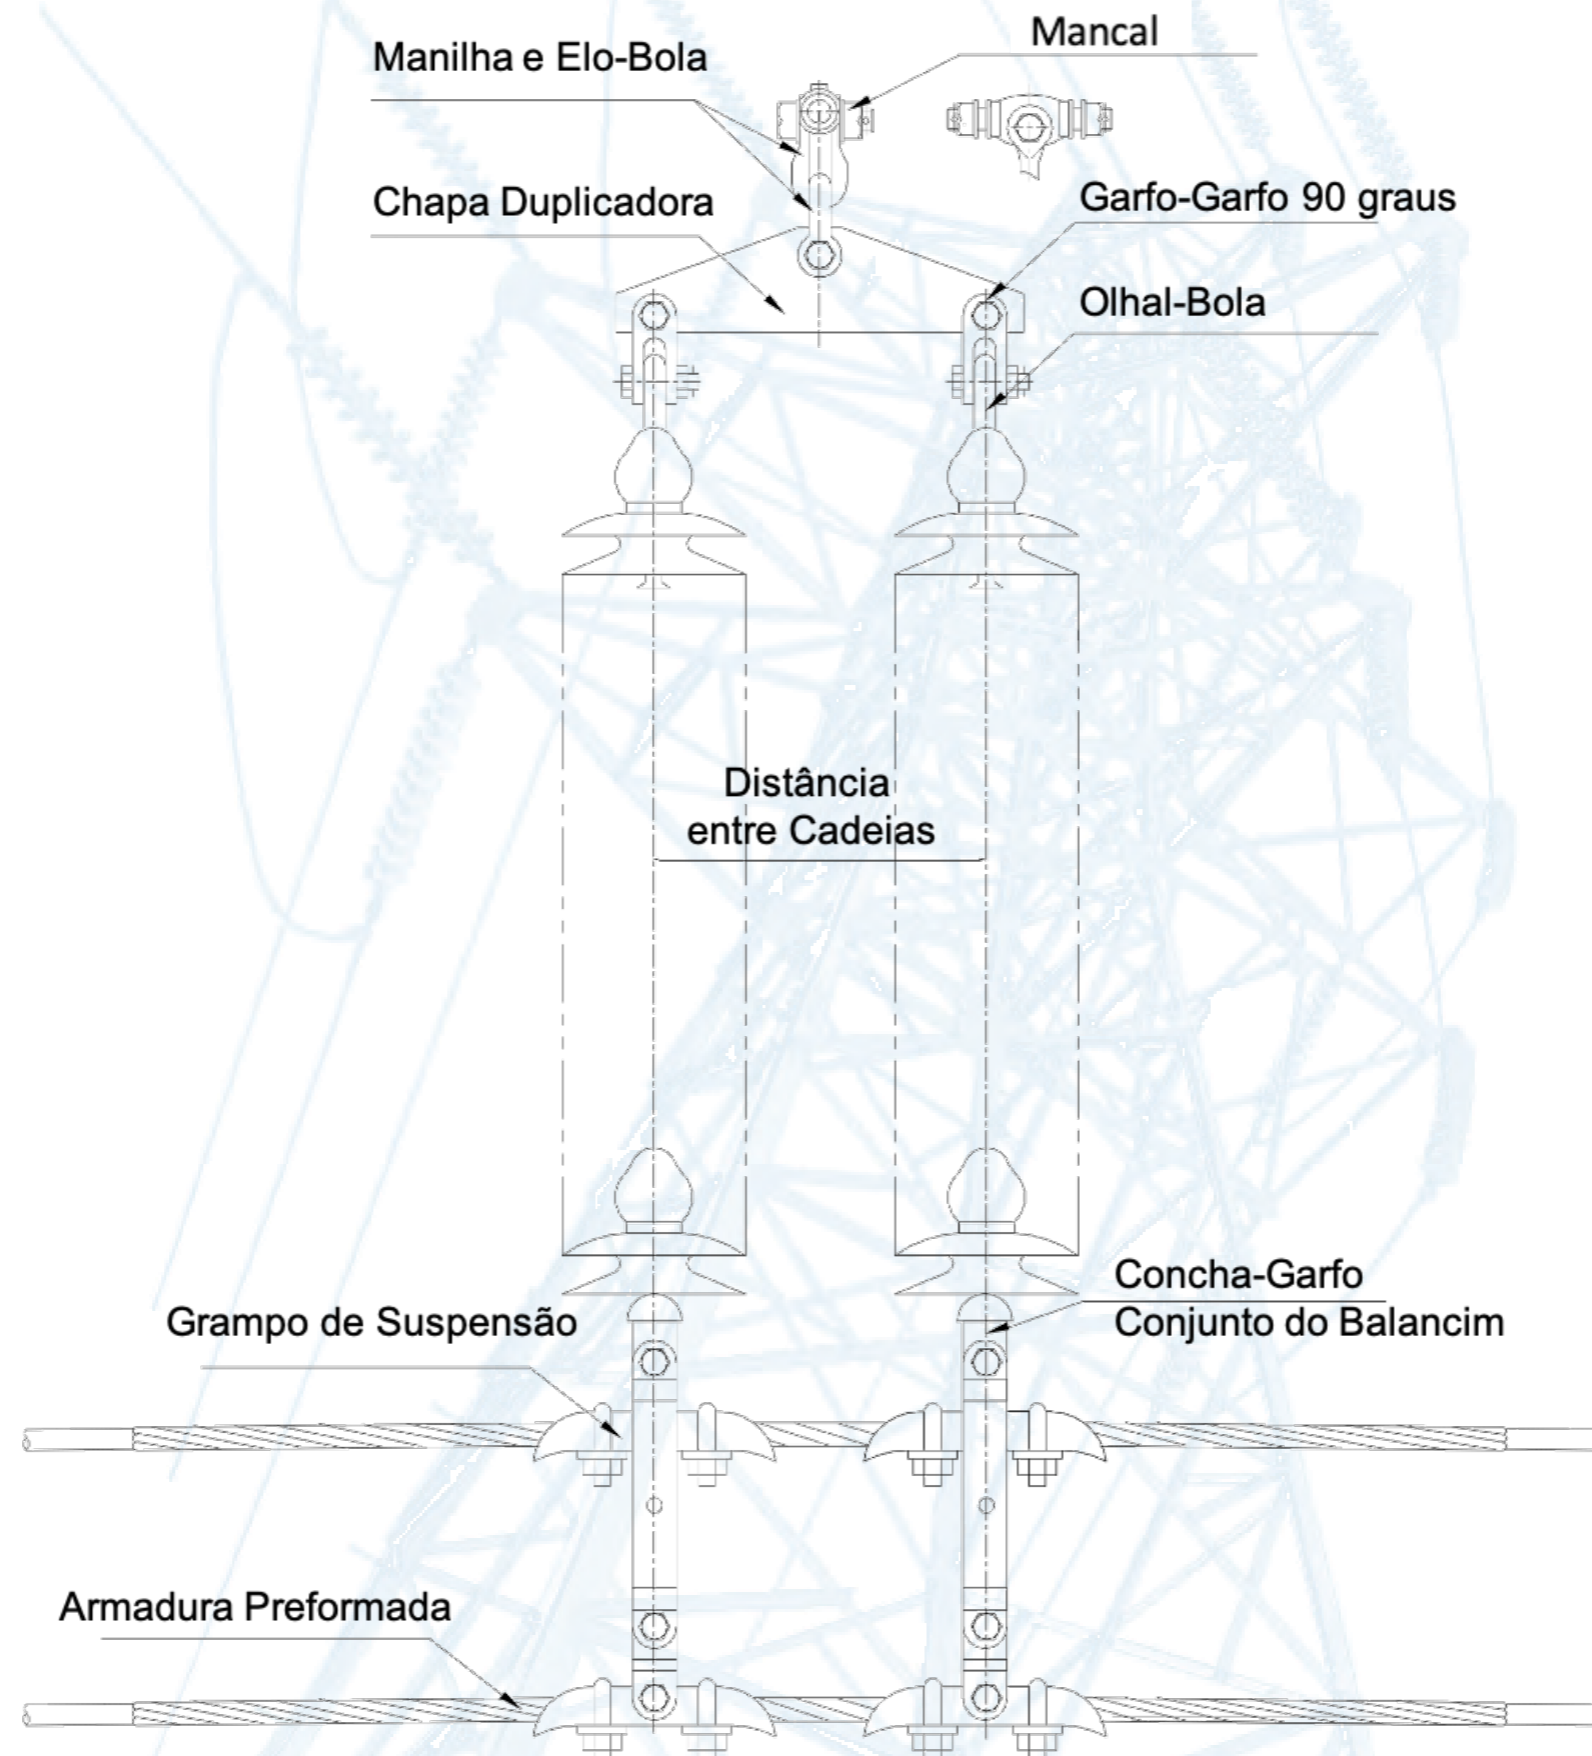 Mancal
Manilha e Elo-Bola
Garfo-Garfo 90 graus
Chapa Duplicadora
Olhal-Bola
Distância
entre Cadeias
Concha-Garfo
Conjunto do Balancim
Grampo de Suspensão
Armadura Preformada